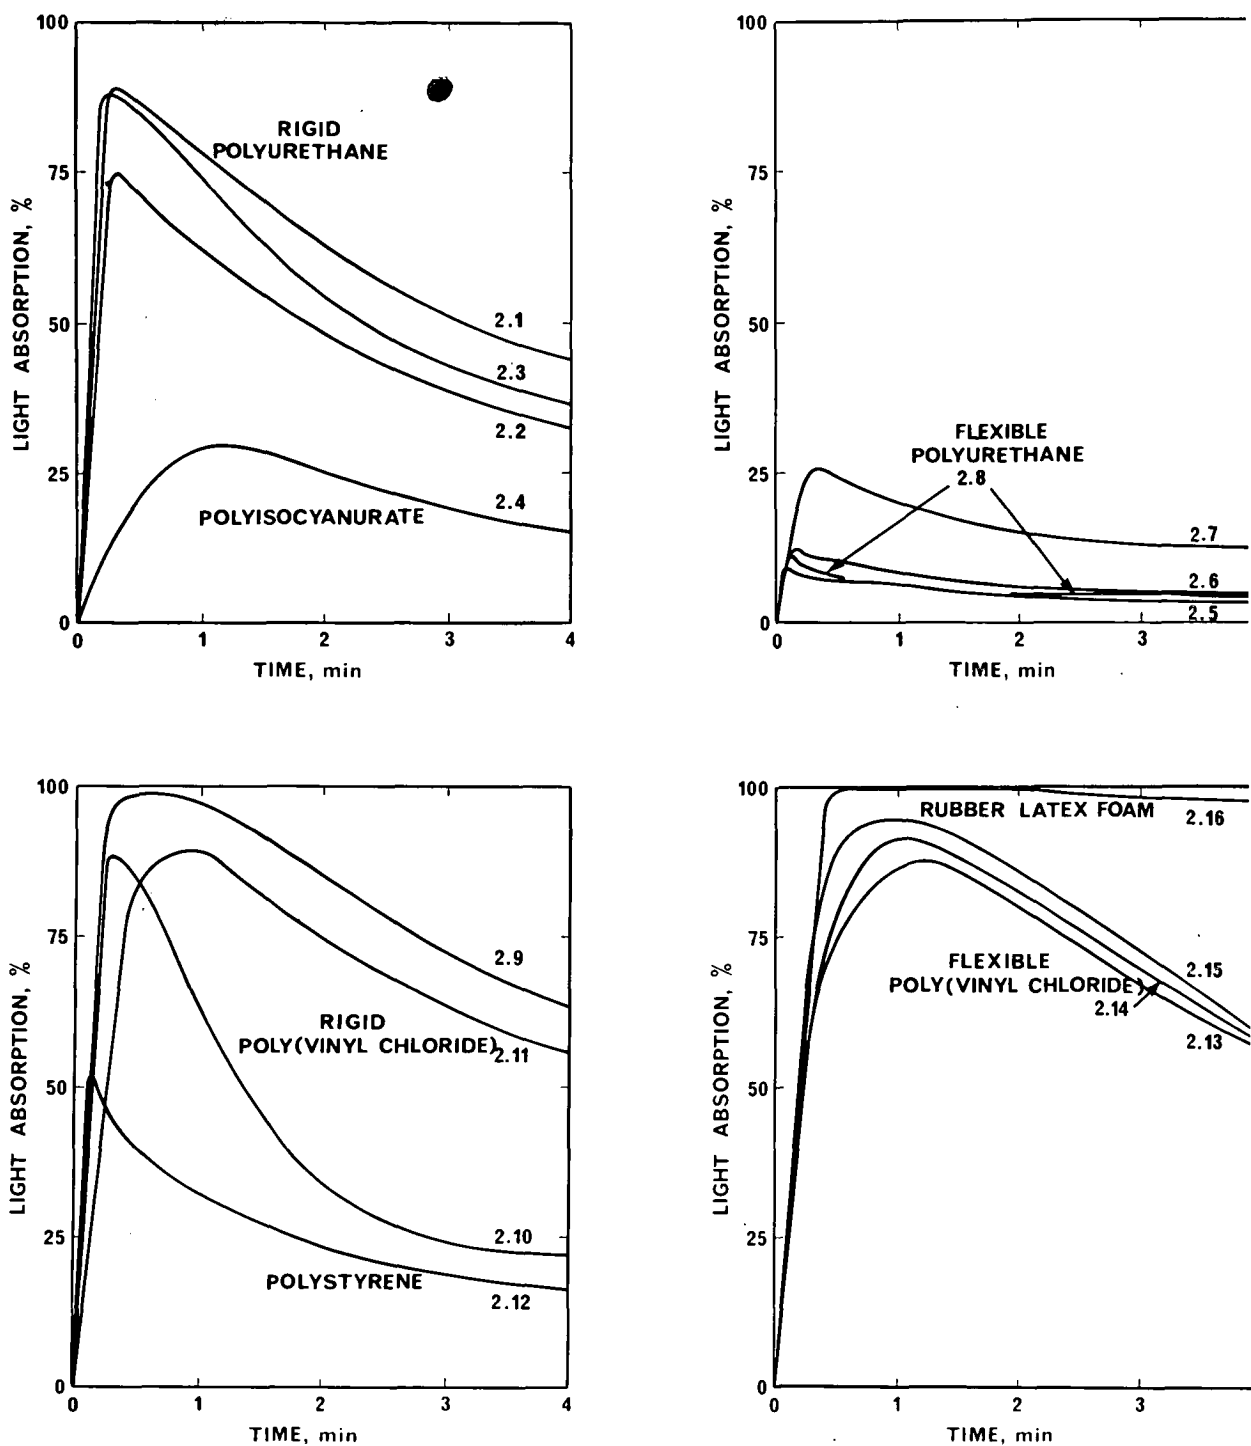 100
75
50
25
0
LIGHT ABSORPTION, %
RIGID
POLYURETHANE
2.1
2.3
2.2
2.4
POLYISOCYANURATE
0 1 2 3 4
TIME, min
100
75
50
25
0
LIGHT ABSORPTION, %
FLEXIBLE
POLYURETHANE
2.8
2.7
2.6
2.5
0 1 2 3
TIME, min
100
75
50
25
0
LIGHT ABSORPTION, %
2.9
RIGID
POLY(VINYL CHLORIDE)
2.11
2.10
POLYSTYRENE
2.12
0 1 2 3 4
TIME, min
100
75
50
25
0
LIGHT ABSORPTION, %
RUBBER LATEX FOAM
2.16
FLEXIBLE
POLY(VINYL CHLORIDE)
2.15
2.14
2.13
0 1 2 3
TIME, min